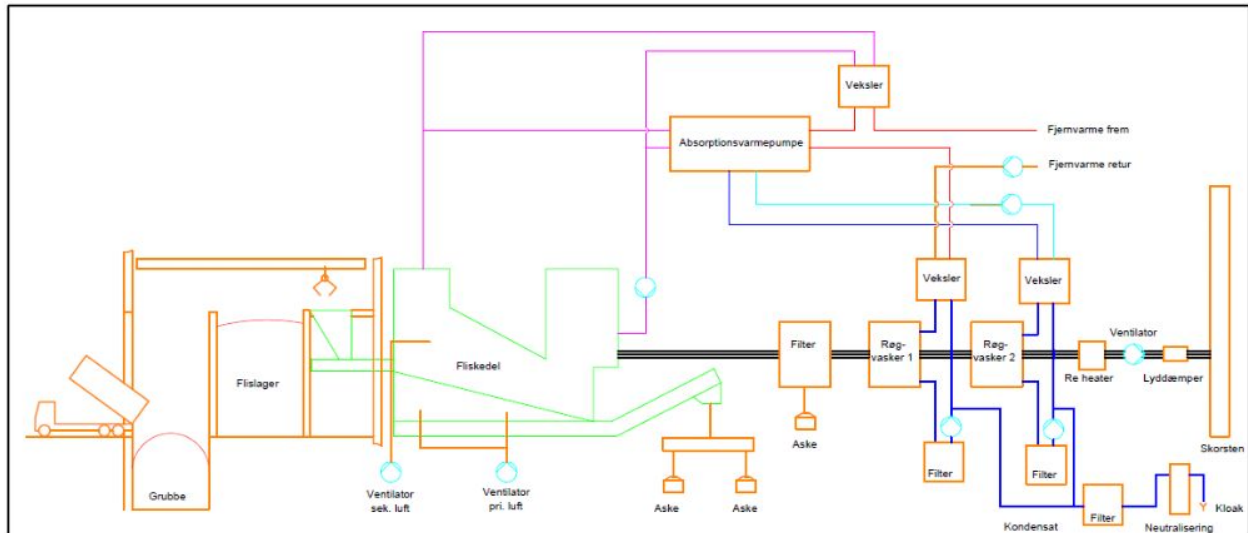 Veksler
Absorptionsvarmepumpe
Fjernvarme frem
Fjernvarme retur
Veksler
Veksler
Flislager
Fliskedel
Filter
Røg-
vasker 1
Røg-
vasker 2
Ventilator
Re heater
Lyddæmper
Skorsten
Aske
Grubbe
Ventilator
sek. luft
Ventilator
pri. luft
Aske
Aske
Filter
Filter
Kondensat
Filter
Neutralisering
Kloak